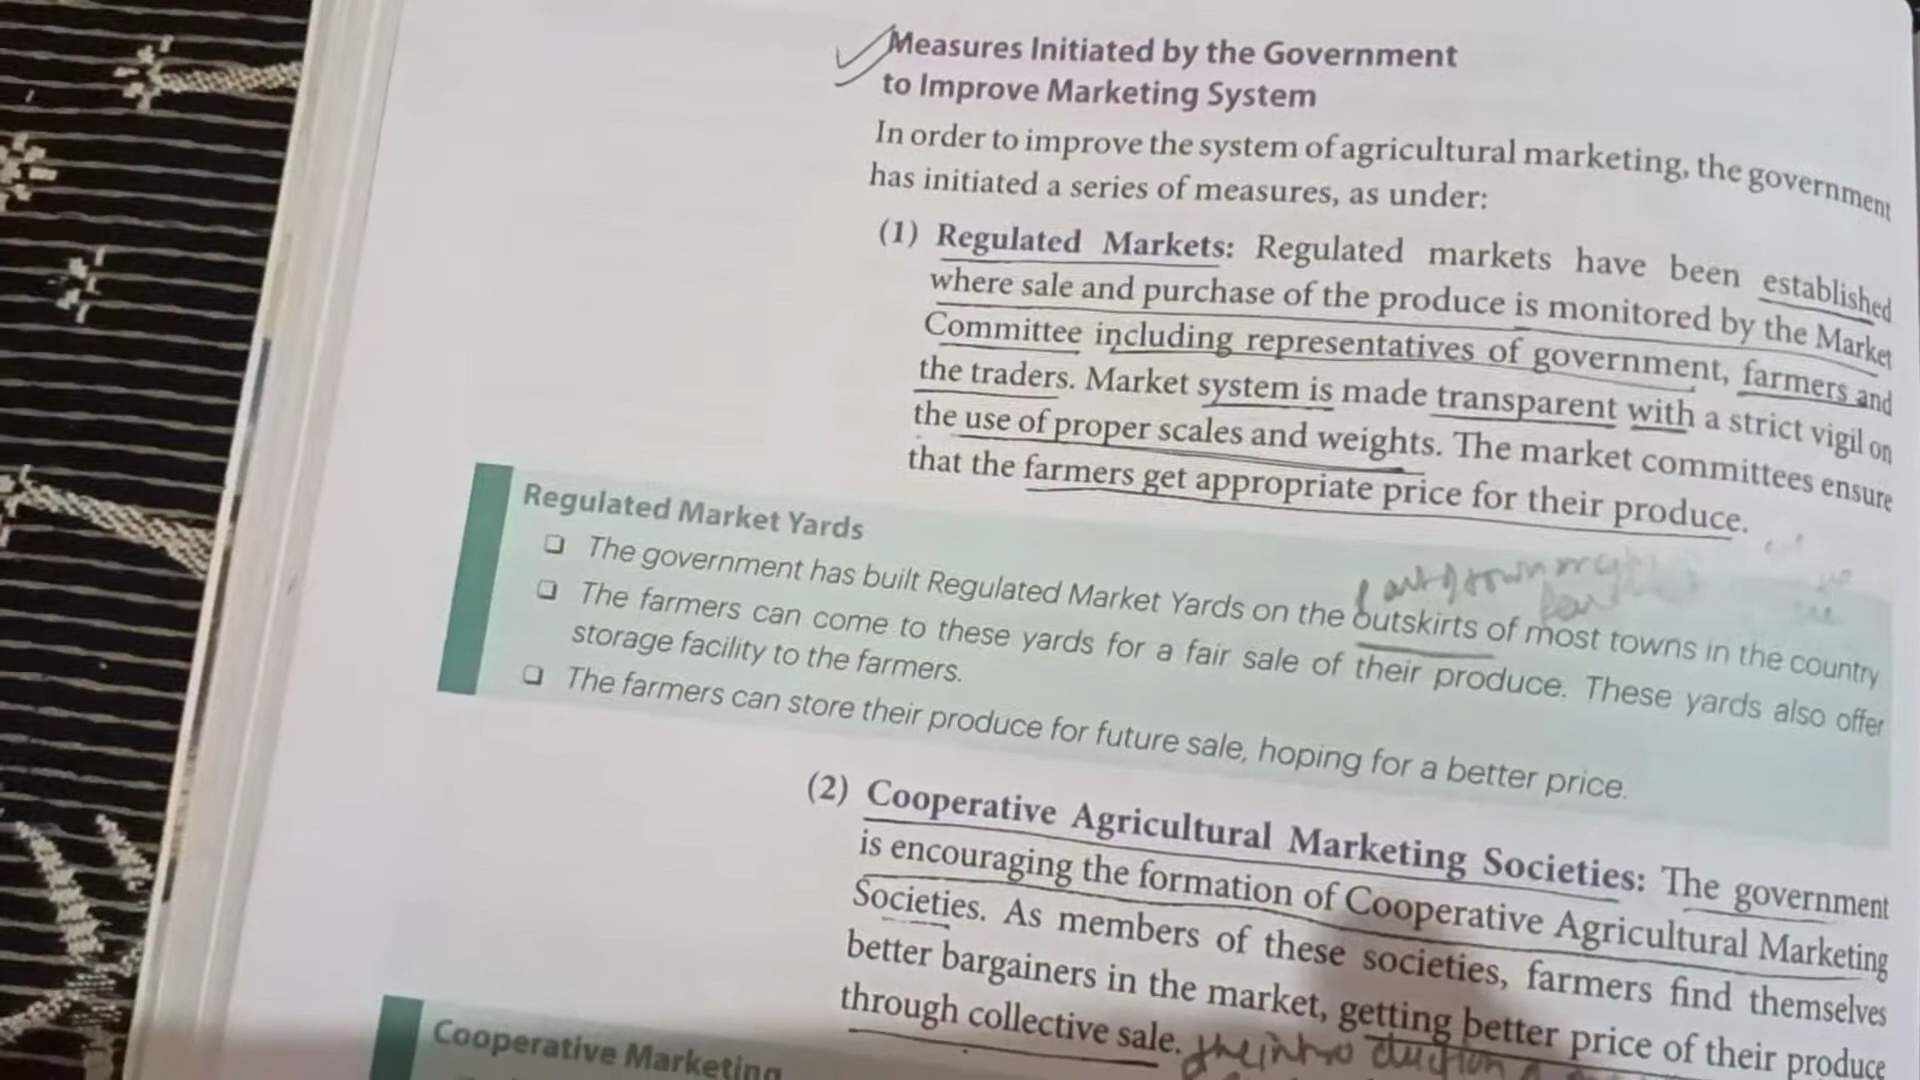 Measures Initiated by the Government
to Improve Marketing System
In order to improve the system of agricultural marketing, the government
has initiated a series of measures, as under:
(1) Regulated Markets: Regulated markets have been established
where sale and purchase of the produce is monitored by the Market
Committee including representatives of government, farmers and
the traders. Market system is made transparent with a strict vigil on
the use of proper scales and weights. The market committees ensure
that the farmers get appropriate price for their produce.
Regulated Market Yards
❑ The government has built Regulated Market Yards on the outskirts of most towns in the country
❑ The farmers can come to these yards for a fair sale of their produce. These yards also offer
storage facility to the farmers.
❑ The farmers can store their produce for future sale, hoping for a better price.
(2) Cooperative Agricultural Marketing Societies: The government
is encouraging the formation of Cooperative Agricultural Marketing
Societies. As members of these societies, farmers find themselves
better bargainers in the market, getting better price of their produce
through collective sale.
Cooperative Marketing